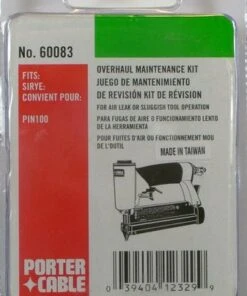 No. 60083
FITS:
SIRVE:
CONVIENT POUR:
PIN100
OVERHAUL MAINTENANCE KIT
JUEGO DE MANTENIMIENTO
DE REVISIÓN KIT DE RÉVISION
FOR AIR LEAK OR SLUGGISH TOOL OPERATION
PARA FUGAS DE AIRE O FUNCIONAMIENTO LENTO
DE LA HERRAMIENTA
POUR FUITES D'AIR OU FONCTIONNEMENT MOU
DE L'OUTIL
MADE IN TAIWAN
PORTER
CABLE
0 39404 12329 9